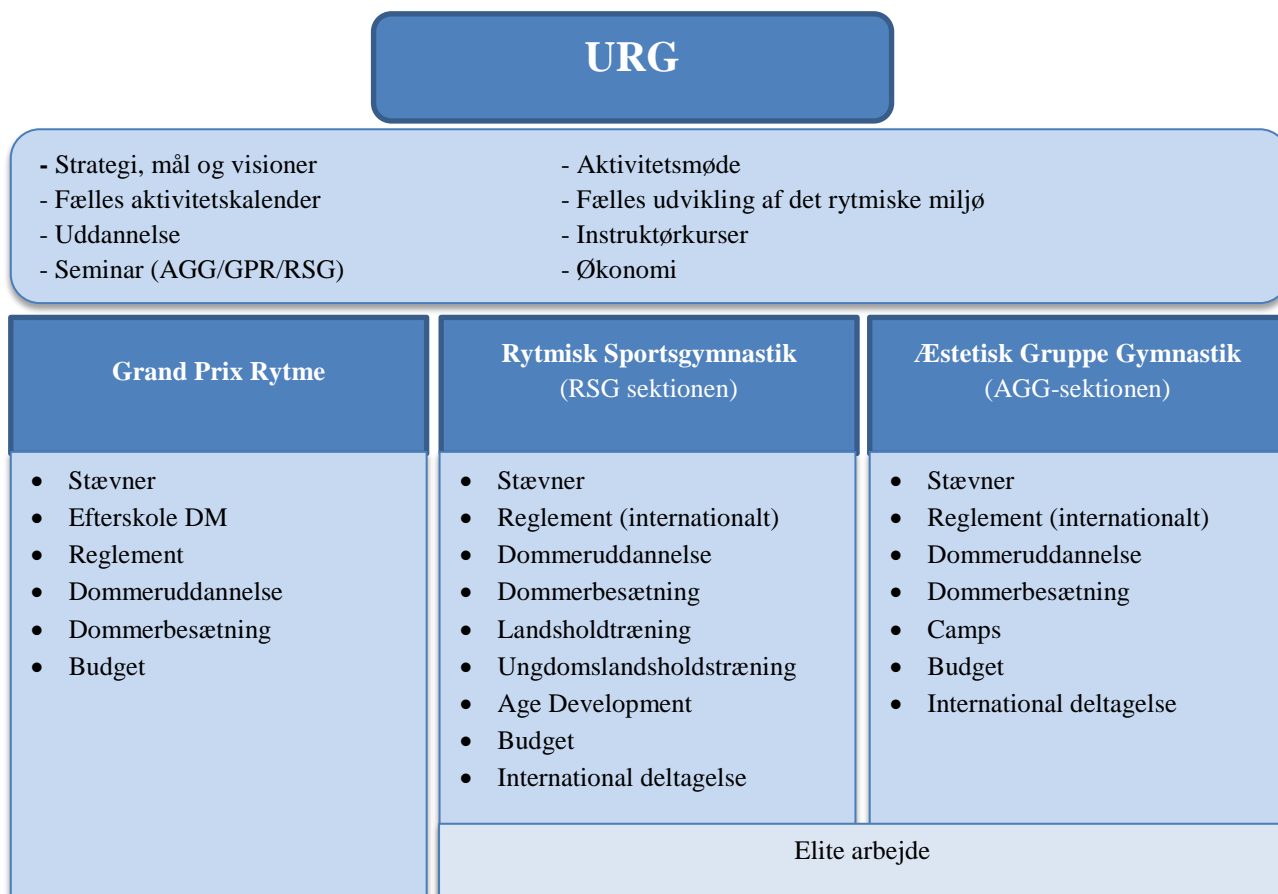 URG
- Strategi, mål og visioner
- Fælles aktivitetskalender
- Uddannelse
- Seminar (AGG/GPR/RSG)
- Aktivitetsmøde
- Fælles udvikling af det rytmiske miljø
- Instruktørkurser
- Økonomi
Grand Prix Rytme
• Stævner
• Efterskole DM
• Reglement
• Dommeruddannelse
• Dommerbesætning
• Budget
Rytmisk Sportsgymnastik
(RSG sektionen)
• Stævner
• Reglement (internationalt)
• Dommeruddannelse
• Dommerbesætning
• Landsholdtræning
• Ungdomslandsholdstræning
• Age Development
• Budget
• International deltagelse
Æstetisk Gruppe Gymnastik
(AGG-sektionen)
• Stævner
• Reglement (internationalt)
• Dommeruddannelse
• Dommerbesætning
• Camps
• Budget
• International deltagelse
Elite arbejde